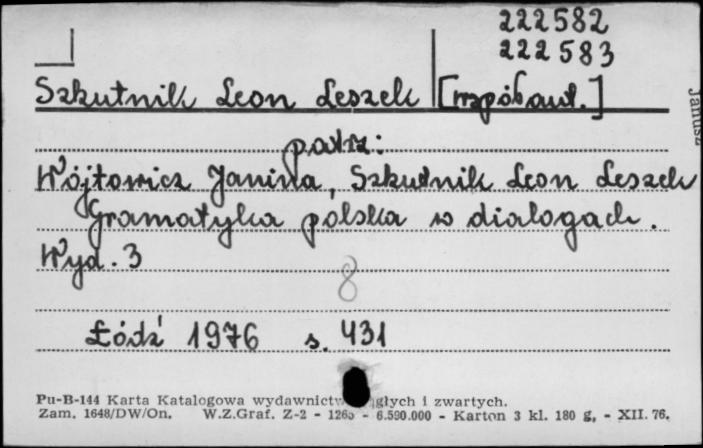 222582
222583
Szkutnik Leon Leszek [współaut.]
patrz:
Wójtowicz Janina, Szkutnik Leon Leszek
Gramatyka polska w dialogach.
Wyd. 3
8
Łódź 1976 s. 431
Pu-B-144 Karta Katalogowa wydawnictw i zwartych.
Zam. 1648/DW/On. W.Z.Graf. Z-2 - 6.590.000 - Karton 3 kl. 180 g, - XII. 76.
Janusz